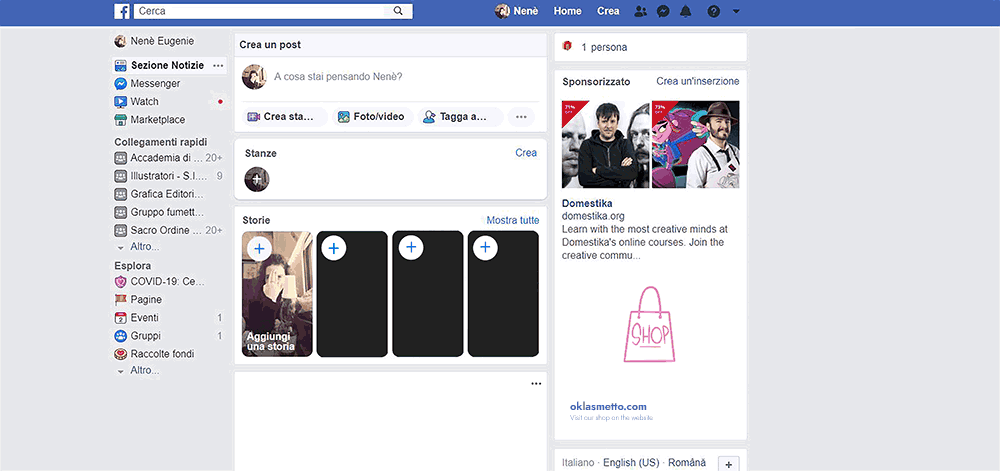 f
Cerca
Nenè
Home
Crea
Nenè Eugenie
Sezione Notizie
Messenger
Watch
Marketplace
Collegamenti rapidi
Accademia di ... 20+
Illustratori - S.I.... 9
Grafica Editori...
Gruppo fumett...
Sacro Ordine ... 20+
Altro...
Esplora
COVID-19: Ce...
Pagine
2 Eventi 1
Gruppi 1
Raccolte fondi
Altro...
Crea un post
A cosa stai pensando Nenè?
Crea sta... Foto/video Tagga a...
Stanze Crea
Storie Mostra tutte
Aggiungi
una storia
1 persona
Sponsorizzato Crea un'inserzione
71% 73%
Domestika
domestika.org
Learn with the most creative minds at
Domestika's online courses. Join the
creative commu...
SHOP
oklasmetto.com
Visit our shop on the website
Italiano · English (US) · Română